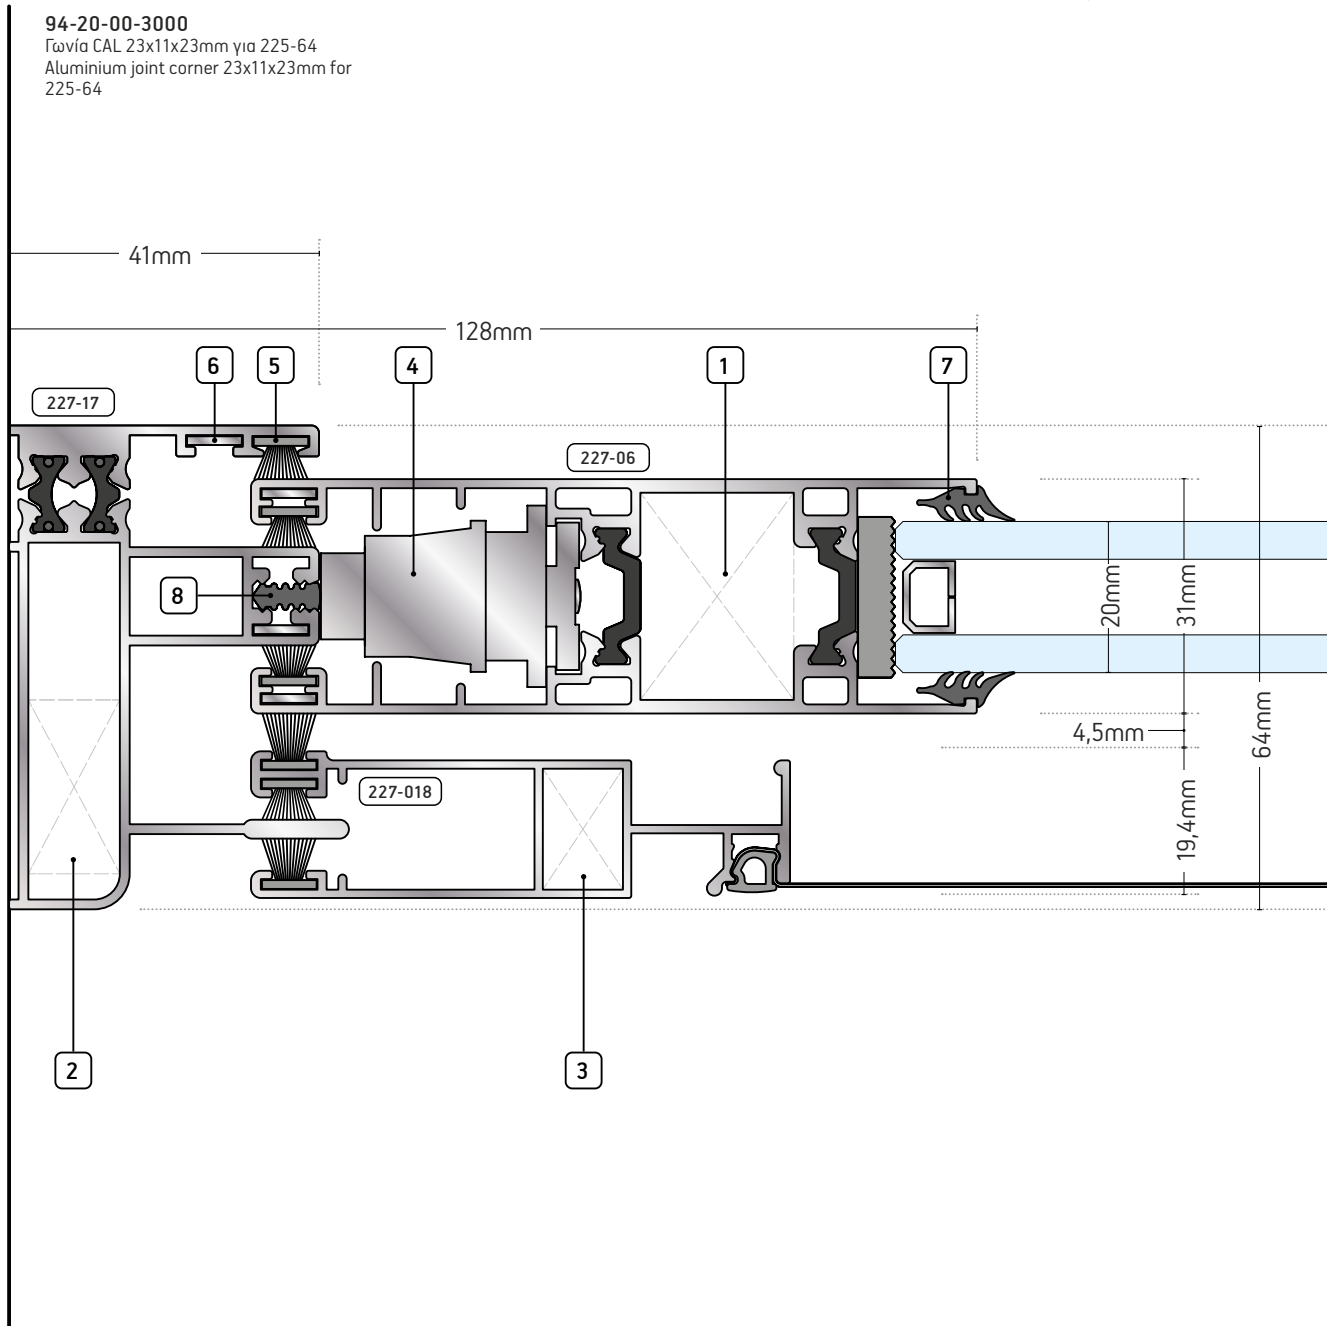 94-20-00-3000
Γωνία CAL 23x11x23mm για 225-64
Aluminium joint corner 23x11x23mm for
225-64
41mm
128mm
6
5
4
1
7
227-17
227-06
8
20mm
31mm
4,5mm
64mm
227-018
19,4mm
2
3